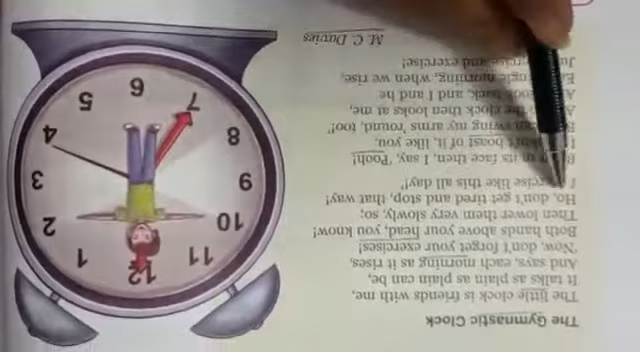 The Gymnastic Clock
The little clock is friends with me,
It talks as plain as plain can be,
And says, each morning as it rises,
'Now, don't forget your exercises!
Both hands above your head, you know!
Then lower them very slowly, so;
Ho, don't get tired and stop, that way!
I exercise like this all day!'
in its face then, I say, 'Pooh!
boast of it, like you,
can swing my arms 'round, too!'
the clock then looks at me,
look back, and I and he
single morning, when we rise,
exercise and exercise!
M.C. Davies
12
1
2
3
4
5
6
7
8
9
10
11